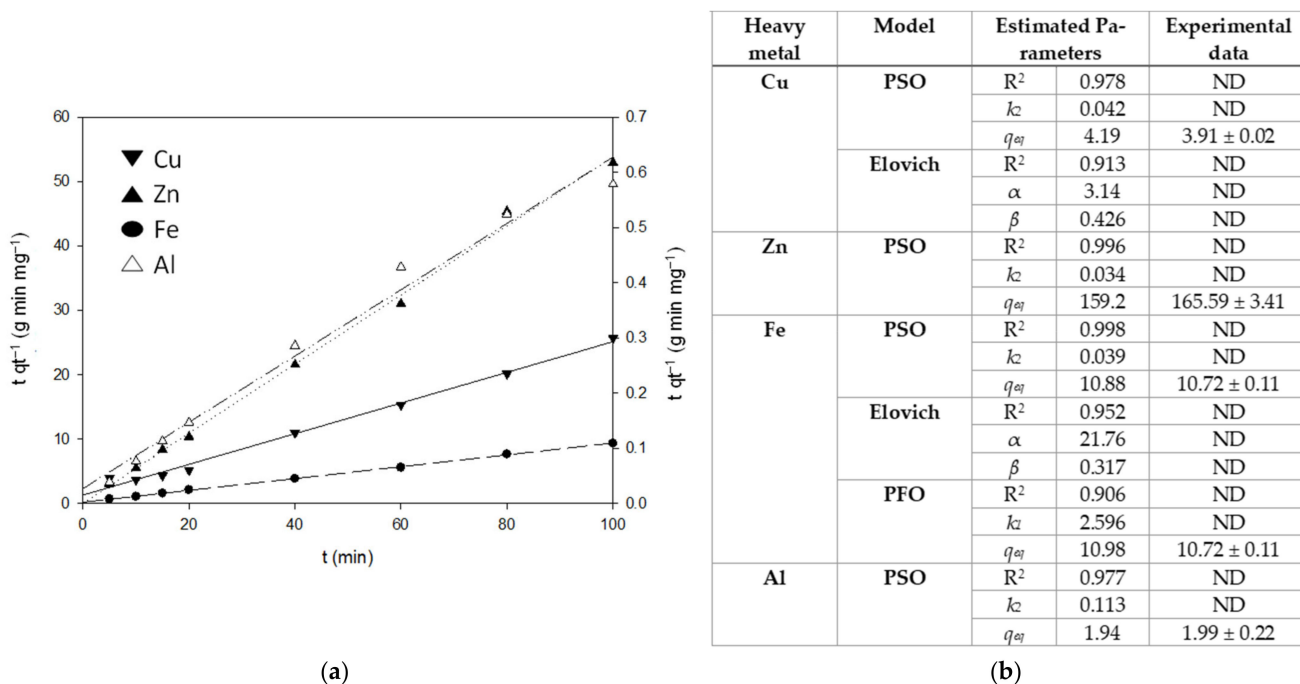 60
50
40
30
20
10
0
t qt⁻¹ (g min mg⁻¹)
Cu
Zn
Fe
Al
0.7
0.6
0.5
0.4
0.3
0.2
0.1
0.0
t qt⁻¹ (g min mg⁻¹)
0 20 40 60 80 100
t (min)
(a)
Heavy metal Model Estimated Pa-
rameters Experimental data
Cu PSO R² 0.978 ND
k₂ 0.042 ND
qeq 4.19 3.91 ± 0.02
Elovich R² 0.913 ND
α 3.14 ND
β 0.426 ND
Zn PSO R² 0.996 ND
k₂ 0.034 ND
qeq 159.2 165.59 ± 3.41
Fe PSO R² 0.998 ND
k₂ 0.039 ND
qeq 10.88 10.72 ± 0.11
Elovich R² 0.952 ND
α 21.76 ND
β 0.317 ND
PFO R² 0.906 ND
k₁ 2.596 ND
qeq 10.98 10.72 ± 0.11
Al PSO R² 0.977 ND
k₂ 0.113 ND
qeq 1.94 1.99 ± 0.22
(b)